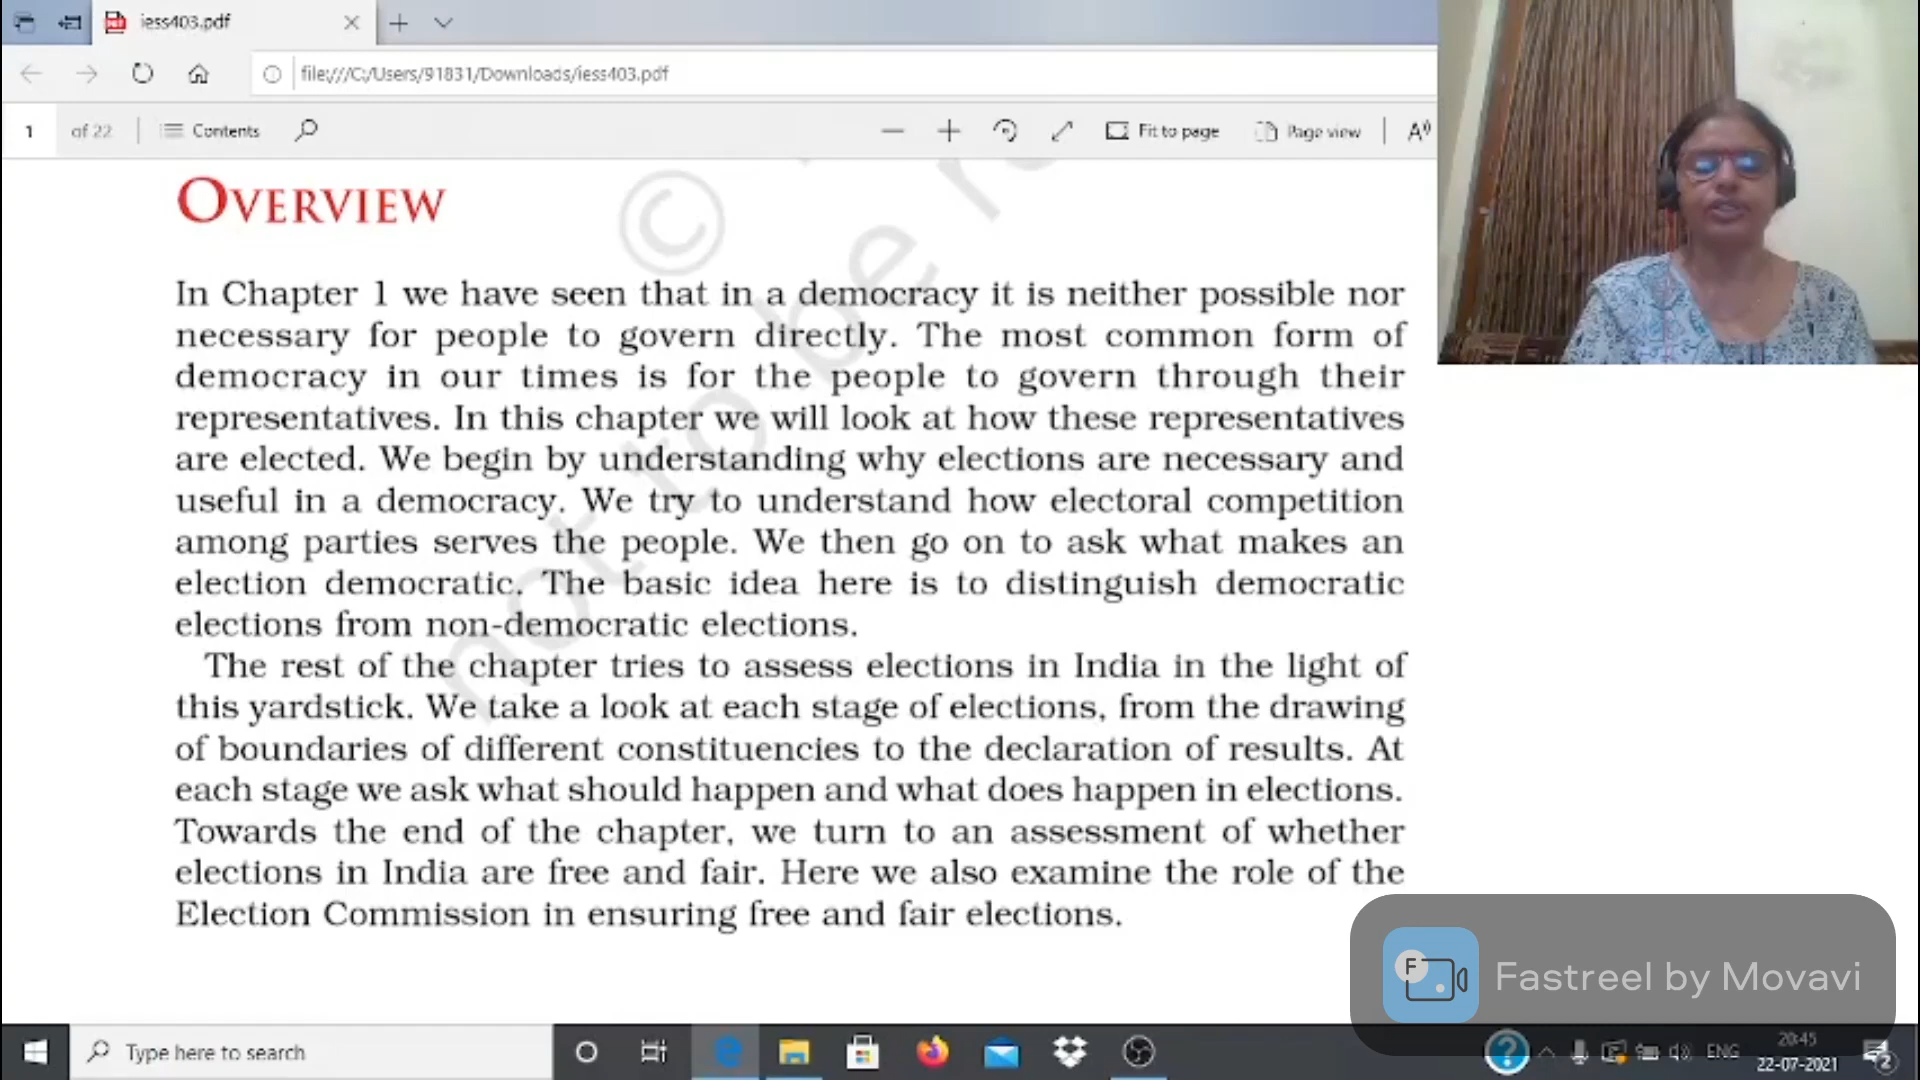 iess403.pdf
file:///C:/Users/91831/Downloads/iess403.pdf
1 of 22 Contents Fit to page Page view A
OVERVIEW
In Chapter 1 we have seen that in a democracy it is neither possible nor
necessary for people to govern directly. The most common form of
democracy in our times is for the people to govern through their
representatives. In this chapter we will look at how these representatives
are elected. We begin by understanding why elections are necessary and
useful in a democracy. We try to understand how electoral competition
among parties serves the people. We then go on to ask what makes an
election democratic. The basic idea here is to distinguish democratic
elections from non-democratic elections.
The rest of the chapter tries to assess elections in India in the light of
this yardstick. We take a look at each stage of elections, from the drawing
of boundaries of different constituencies to the declaration of results. At
each stage we ask what should happen and what does happen in elections.
Towards the end of the chapter, we turn to an assessment of whether
elections in India are free and fair. Here we also examine the role of the
Election Commission in ensuring free and fair elections.
©
not to be r
F
Fastreel by Movavi
Type here to search
ENG
20:45
22-07-2021
2